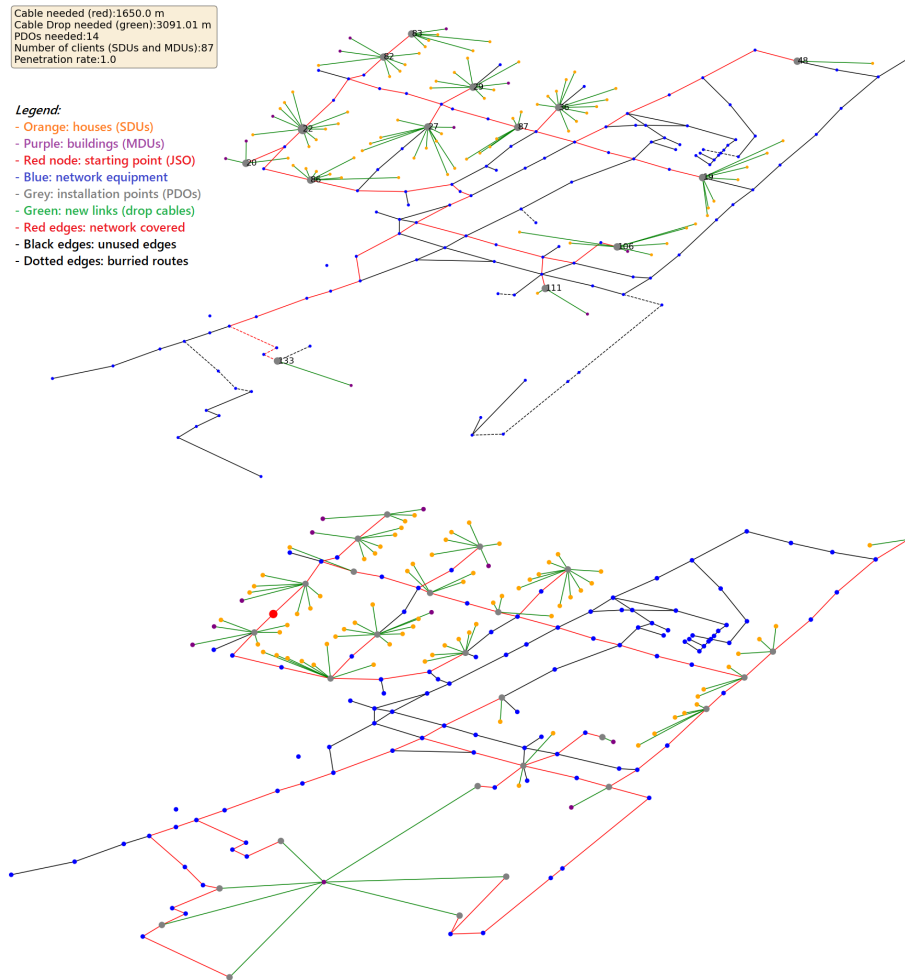 Cable needed (red):1650.0 m
Cable Drop needed (green):3091.01 m
PDOs needed:14
Number of clients (SDUs and MDUs):87
Penetration rate:1.0
83
82
48
29
36
Legend:
- Orange: houses (SDUs)
- Purple: buildings (MDUs)
- Red node: starting point (JSO)
- Blue: network equipment
- Grey: installation points (PDOs)
- Green: new links (drop cables)
- Red edges: network covered
- Black edges: unused edges
- Dotted edges: burried routes
22
27
87
20
86
19
106
111
133